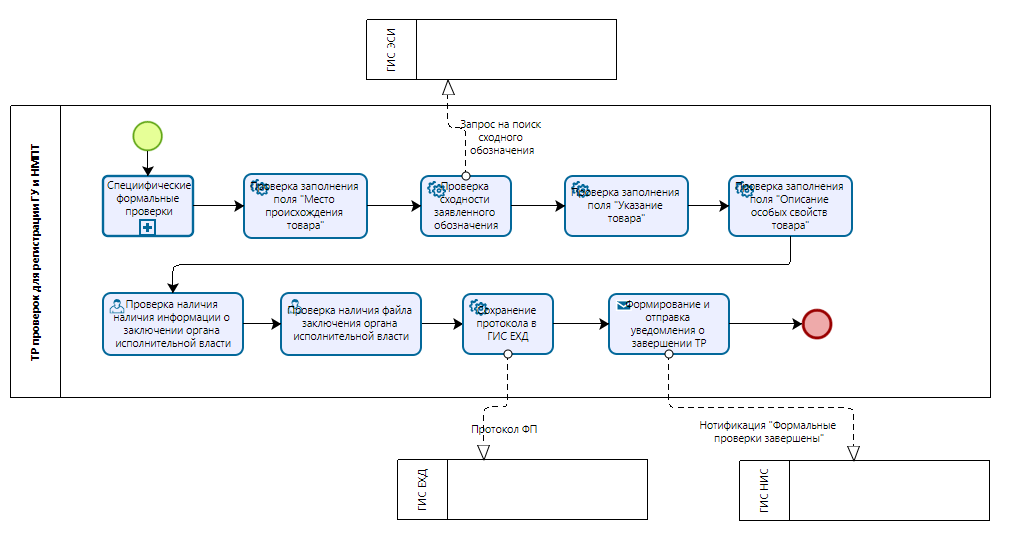 ГИС ЭСИ
Запрос на поиск
сходного
обозначения
ТР проверок для регистрации ГУ и НМПТ
Специифические
формальные
проверки
Проверка заполнения
поля "Место
происхождения
товара"
Проверка
сходности
заявленного
обозначения
Проверка заполнения
поля "Указание
товара"
Проверка заполнения
поля "Описание
особых свойств
товара"
Проверка наличия
наличия информации о
заключении органа
исполнительной власти
Проверка наличия файла
заключения органа
исполнительной власти
Сохранение
протокола в
ГИС ЕХД
Формирование и
отправка
уведомления о
завершении ТР
Протокол ФП
Нотификация "Формальные
проверки завершены"
ГИС ЕХД
ГИС НИС